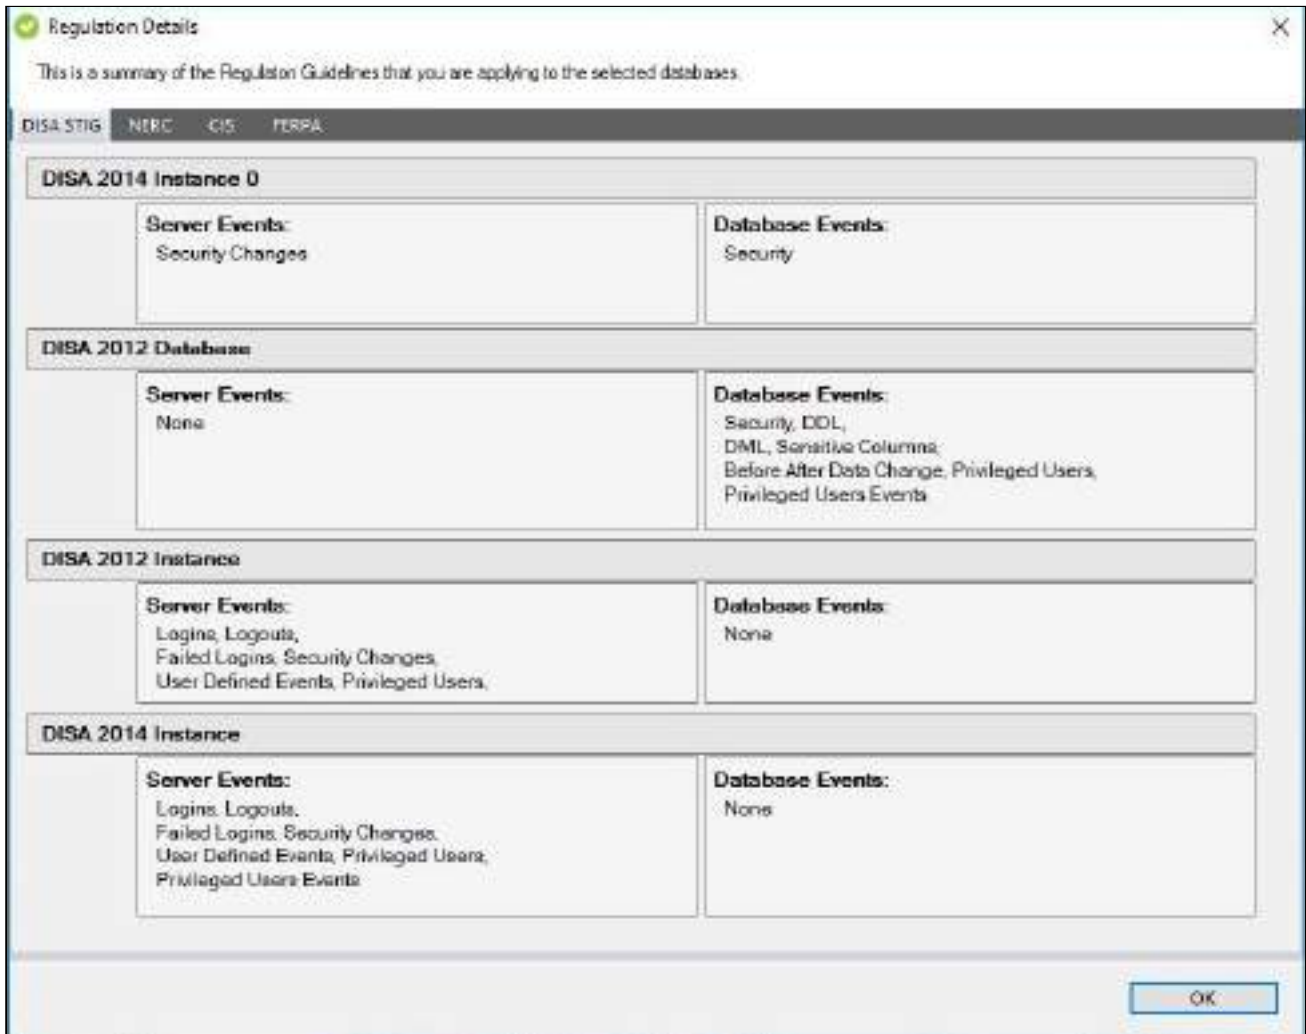 Regulation Details
This is a summary of the Regulation Guidelines that you are applying to the selected databases.
DISA STIG NERC CIS FERPA
DISA 2014 Instance 0
Server Events:
Security Changes
Database Events:
Security
DISA 2012 Database
Server Events:
None
Database Events:
Security, DDL,
DML, Sensitive Columns,
Before After Data Change, Privileged Users,
Privileged Users Events
DISA 2012 Instance
Server Events:
Logins, Logouts,
Failed Logins, Security Changes,
User Defined Events, Privileged Users,
Database Events:
None
DISA 2014 Instance
Server Events:
Logins, Logouts,
Failed Logins, Security Changes,
User Defined Events, Privileged Users,
Privileged Users Events
Database Events:
None
OK